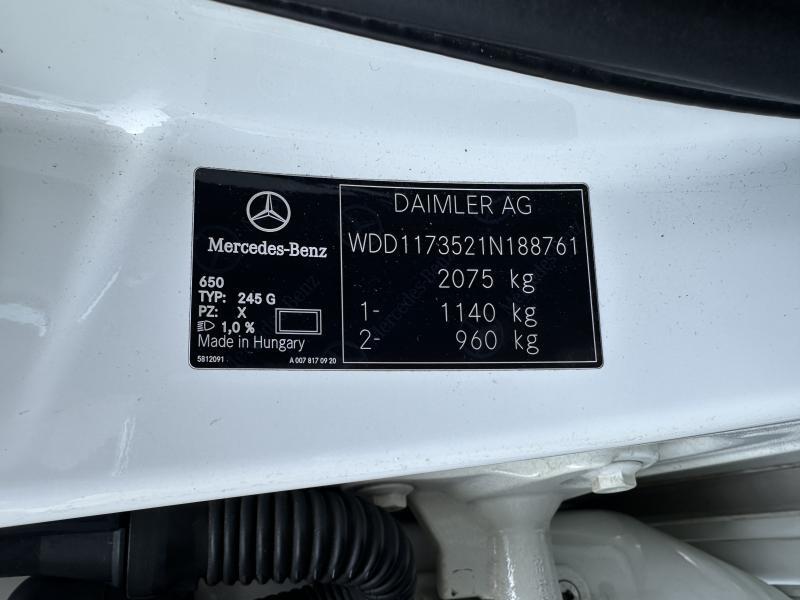 Mercedes-Benz
650
TYP: 245 G
PZ: X
1,0 %
Made in Hungary
5812091 A 007 817 09 20
DAIMLER AG
WDD1173521N188761
2075 kg
1- 1140 kg
2- 960 kg